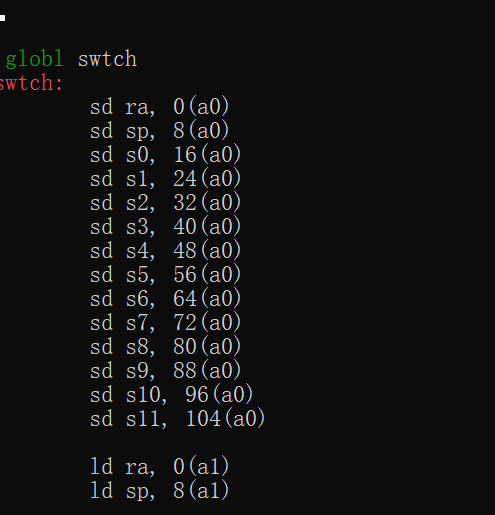 globl swtch
swtch:
sd ra, 0(a0)
sd sp, 8(a0)
sd s0, 16(a0)
sd s1, 24(a0)
sd s2, 32(a0)
sd s3, 40(a0)
sd s4, 48(a0)
sd s5, 56(a0)
sd s6, 64(a0)
sd s7, 72(a0)
sd s8, 80(a0)
sd s9, 88(a0)
sd s10, 96(a0)
sd s11, 104(a0)
ld ra, 0(a1)
ld sp, 8(a1)